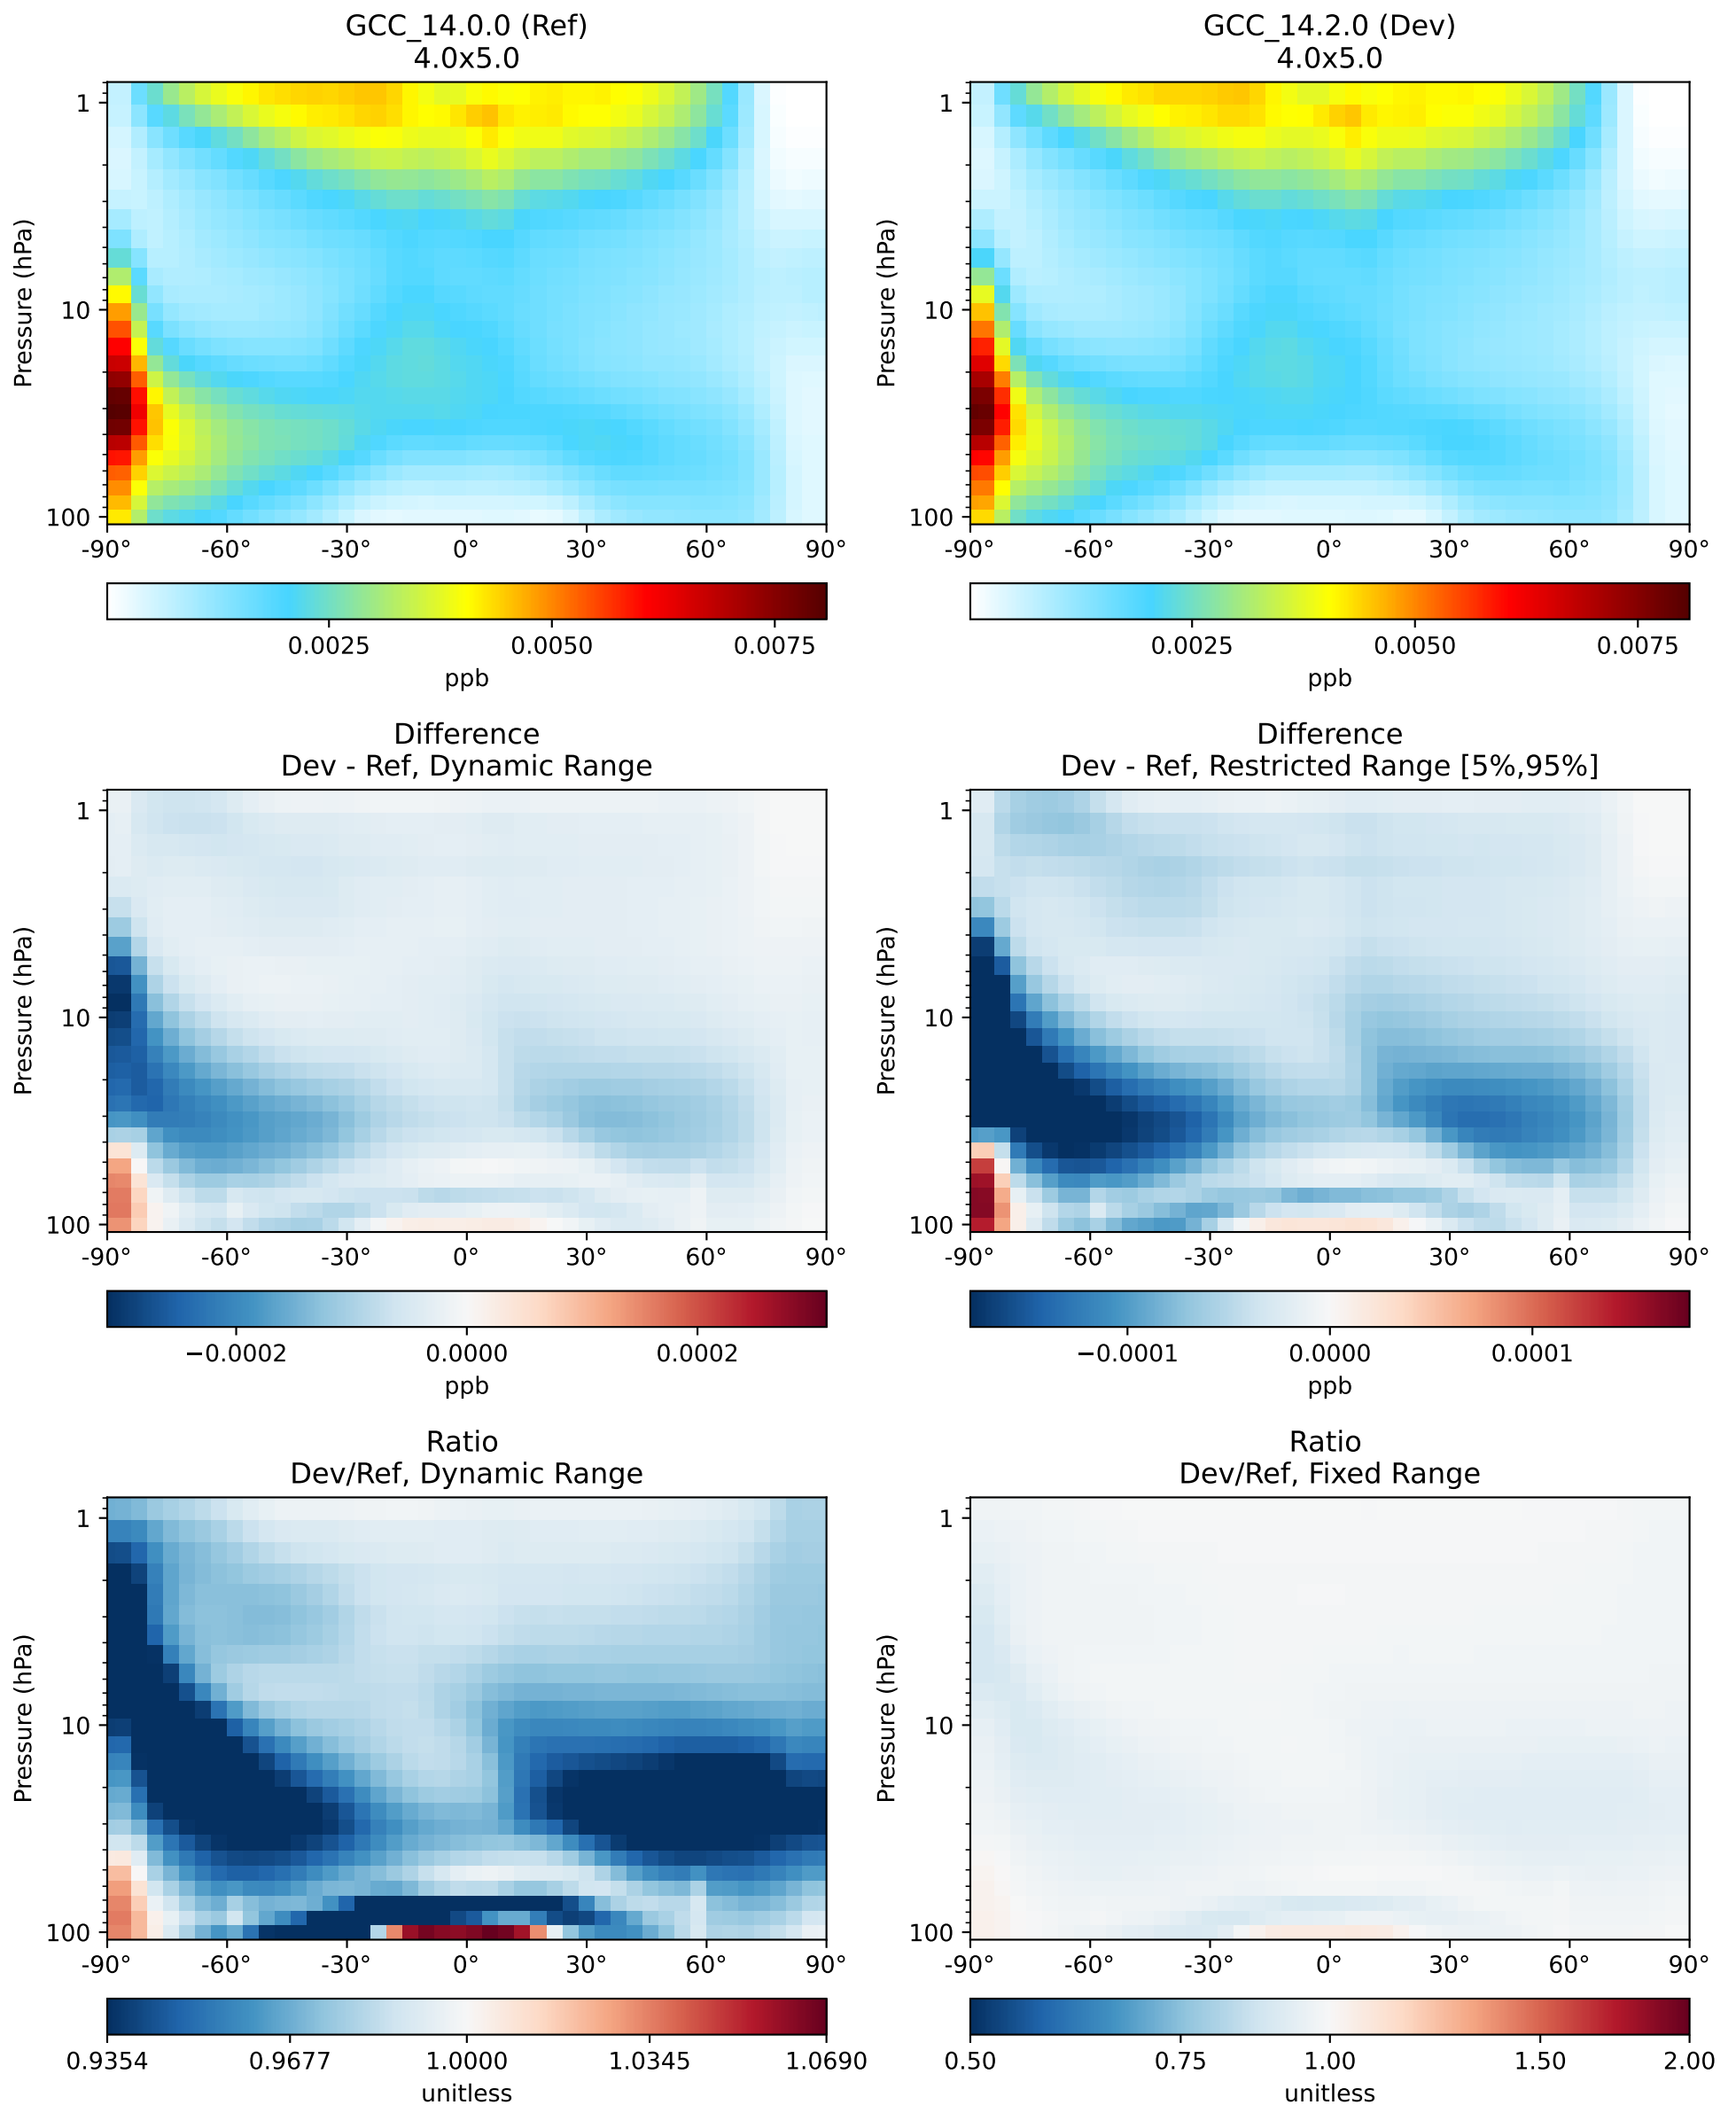 GCC_14.0.0 (Ref)
4.0x5.0
GCC_14.2.0 (Dev)
4.0x5.0
Pressure (hPa)
1
10
100
-90° -60° -30° 0° 30° 60° 90°
0.0025 0.0050 0.0075
ppb
Pressure (hPa)
1
10
100
-90° -60° -30° 0° 30° 60° 90°
0.0025 0.0050 0.0075
ppb
Difference
Dev - Ref, Dynamic Range
Difference
Dev - Ref, Restricted Range [5%,95%]
Pressure (hPa)
1
10
100
-90° -60° -30° 0° 30° 60° 90°
−0.0002 0.0000 0.0002
ppb
Pressure (hPa)
1
10
100
-90° -60° -30° 0° 30° 60° 90°
−0.0001 0.0000 0.0001
ppb
Ratio
Dev/Ref, Dynamic Range
Ratio
Dev/Ref, Fixed Range
Pressure (hPa)
1
10
100
-90° -60° -30° 0° 30° 60° 90°
0.9354 0.9677 1.0000 1.0345 1.0690
unitless
Pressure (hPa)
1
10
100
-90° -60° -30° 0° 30° 60° 90°
0.50 0.75 1.00 1.50 2.00
unitless